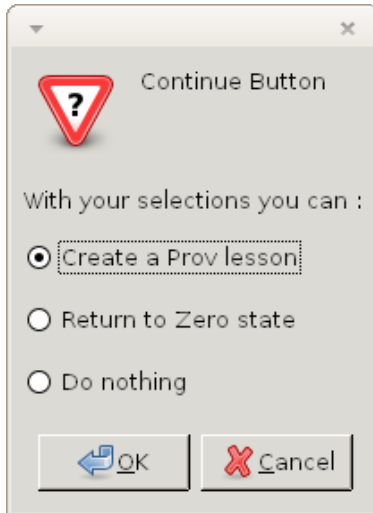 ?
Continue Button
With your selections you can :
Create a Prov lesson
Return to Zero state
Do nothing
OK
Cancel